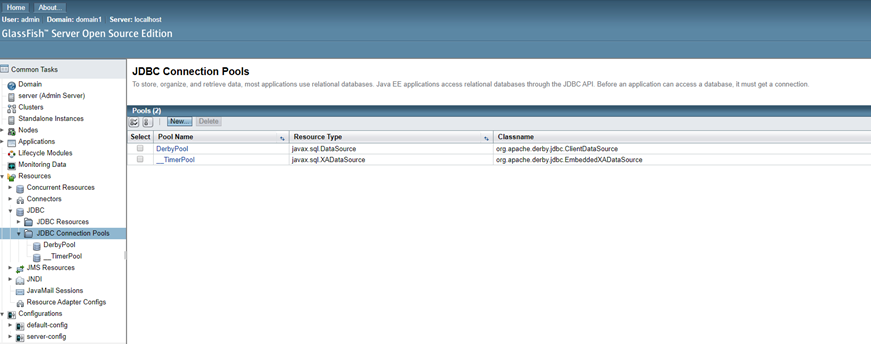 Home About...
User: admin Domain: domain1 Server: localhost
GlassFish™ Server Open Source Edition
Common Tasks
Domain
server (Admin Server)
Clusters
Standalone Instances
Nodes
Applications
Lifecycle Modules
Monitoring Data
Resources
Concurrent Resources
Connectors
JDBC
JDBC Resources
JDBC Connection Pools
DerbyPool
__TimerPool
JMS Resources
JNDI
JavaMail Sessions
Resource Adapter Configs
Configurations
default-config
server-config
JDBC Connection Pools
To store, organize, and retrieve data, most applications use relational databases. Java EE applications access relational databases through the JDBC API. Before an application can access a database, it must get a connection.
Pools (2)
New... Delete
Select Pool Name Resource Type Classname
DerbyPool javax.sql.DataSource org.apache.derby.jdbc.ClientDataSource
__TimerPool javax.sql.XADataSource org.apache.derby.jdbc.EmbeddedXADataSource